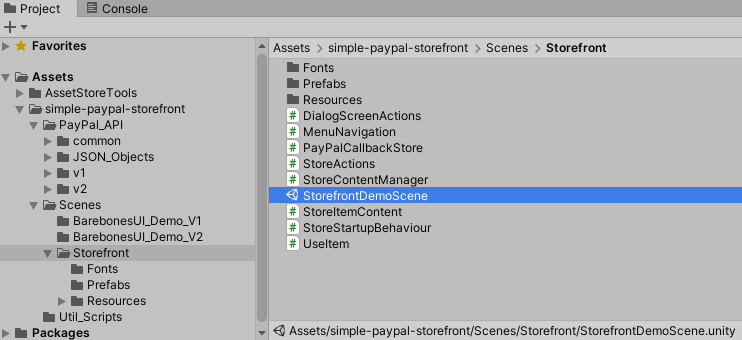 Project
Console
Favorites
Assets
AssetStoreTools
simple-paypal-storefront
PayPal_API
common
JSON_Objects
v1
v2
Scenes
BarebonesUI_Demo_V1
BarebonesUI_Demo_V2
Storefront
Fonts
Prefabs
Resources
Util_Scripts
Packages
Assets > simple-paypal-storefront > Scenes > Storefront
Fonts
Prefabs
Resources
DialogScreenActions
MenuNavigation
PayPalCallbackStore
StoreActions
StoreContentManager
StorefrontDemoScene
StoreItemContent
StoreStartupBehaviour
UseItem
Assets/simple-paypal-storefront/Scenes/Storefront/StorefrontDemoScene.unity